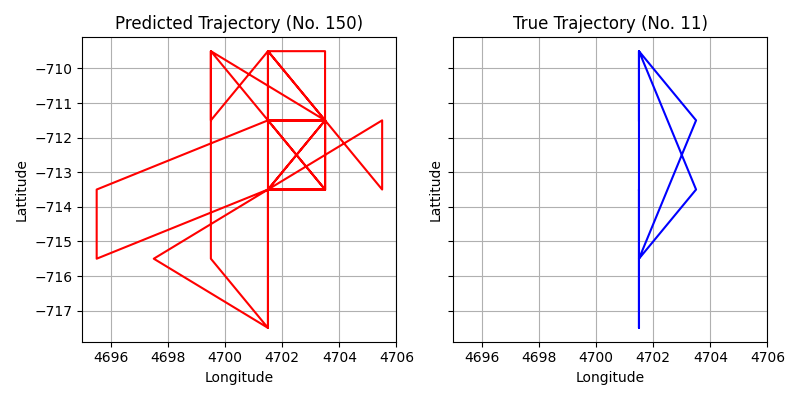 Predicted Trajectory (No. 150)
−710
−711
−712
−713
−714
−715
−716
−717
Lattitude
4696 4698 4700 4702 4704 4706
Longitude
True Trajectory (No. 11)
Lattitude
4696 4698 4700 4702 4704 4706
Longitude